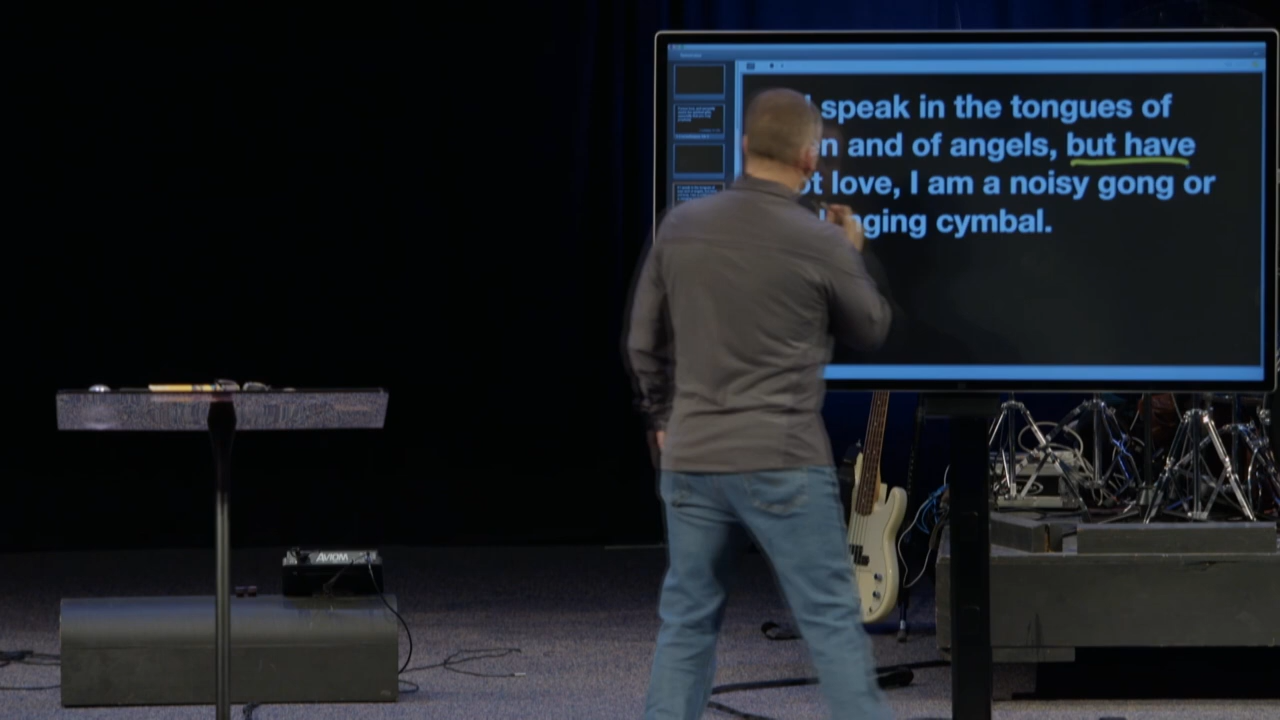 I speak in the tongues of
and of angels, but have
love, I am a noisy gong or
cymbal.
AVIOM